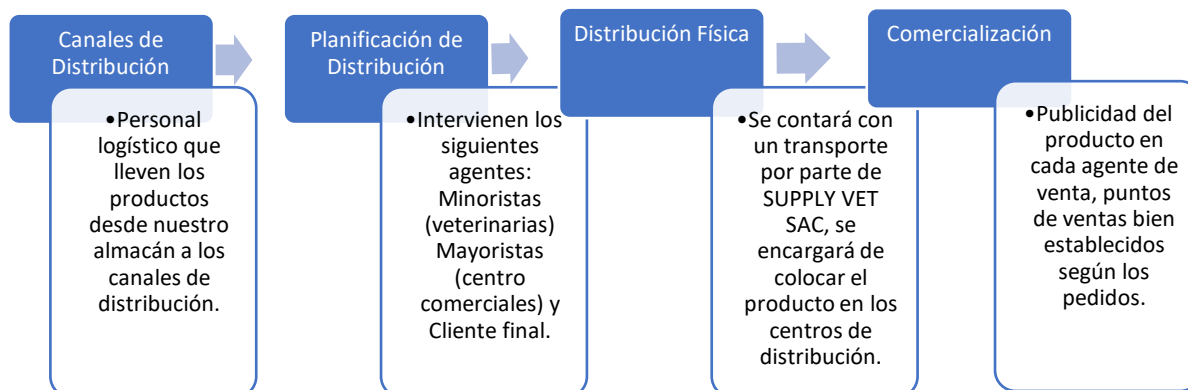 Canales de
Distribución
•Personal
logístico que
lleven los
productos
desde nuestro
almacán a los
canales de
distribución.
Planificación de
Distribución
•Intervienen los
siguientes
agentes:
Minoristas
(veterinarias)
Mayoristas
(centro
comerciales) y
Cliente final.
Distribución Física
•Se contará con
un transporte
por parte de
SUPPLY VET
SAC, se
encargará de
colocar el
producto en los
centros de
distribución.
Comercialización
•Publicidad del
producto en
cada agente de
venta, puntos
de ventas bien
establecidos
según los
pedidos.